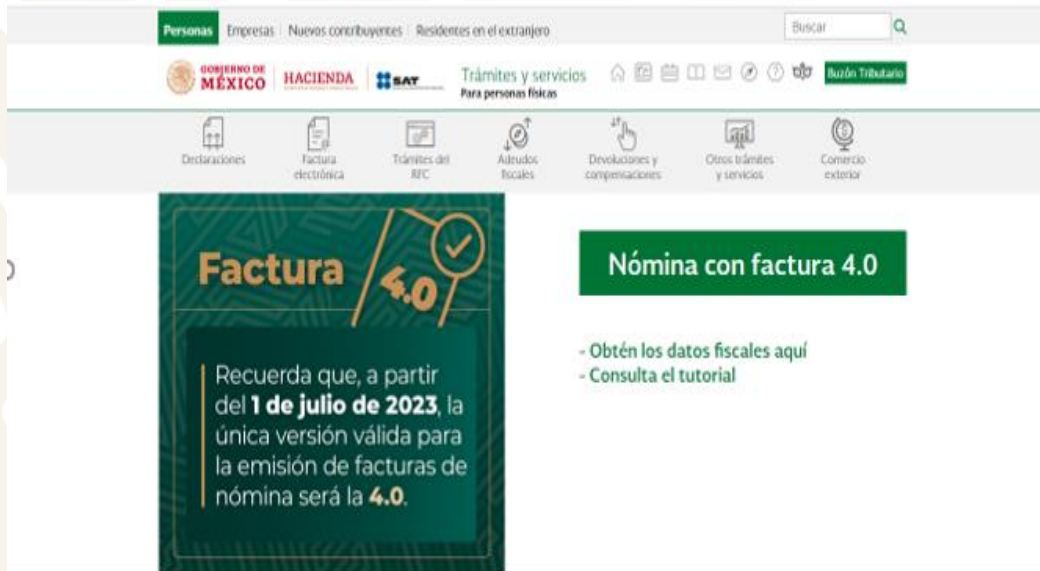 Personas Empresas Nuevos contribuyentes Residentes en el extranjero Buscar
GOBIERNO DE MÉXICO HACIENDA SAT Trámites y servicios Buzón Tributario
Para personas físicas
Declaraciones
Factura electrónica
Trámites del RFC
Adeudos fiscales
Devoluciones y compensaciones
Otros trámites y servicios
Comercio exterior
Factura 4.0
Recuerda que, a partir
del 1 de julio de 2023, la
única versión válida para
la emisión de facturas de
nómina será la 4.0.
Nómina con factura 4.0
- Obtén los datos fiscales aquí
- Consulta el tutorial